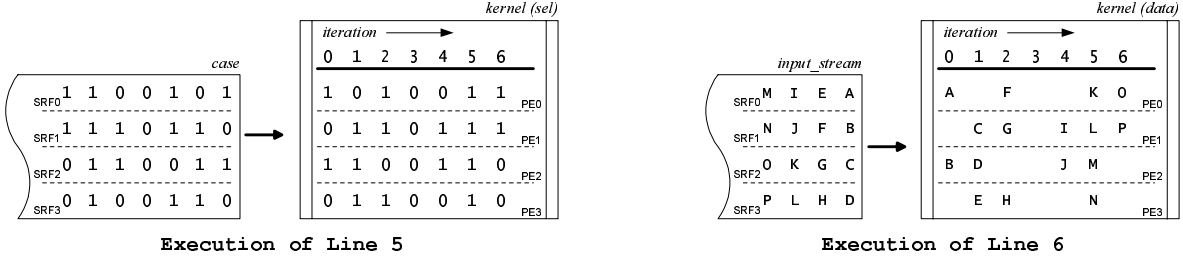 kernel (sel)
iteration
0 1 2 3 4 5 6
case
SRF0 1 1 0 0 1 0 1
SRF1 1 1 1 0 1 1 0
SRF2 0 1 1 0 0 1 1
SRF3 0 1 0 0 1 1 0
1 0 1 0 0 1 1 PE0
0 1 1 0 1 1 1 PE1
1 1 0 0 1 1 0 PE2
0 1 1 0 0 1 0 PE3
Execution of Line 5
kernel (data)
iteration
0 1 2 3 4 5 6
input_stream
SRF0 M I E A
SRF1 N J F B
SRF2 O K G C
SRF3 P L H D
A F K O PE0
C G I L P PE1
B D J M PE2
E H N PE3
Execution of Line 6